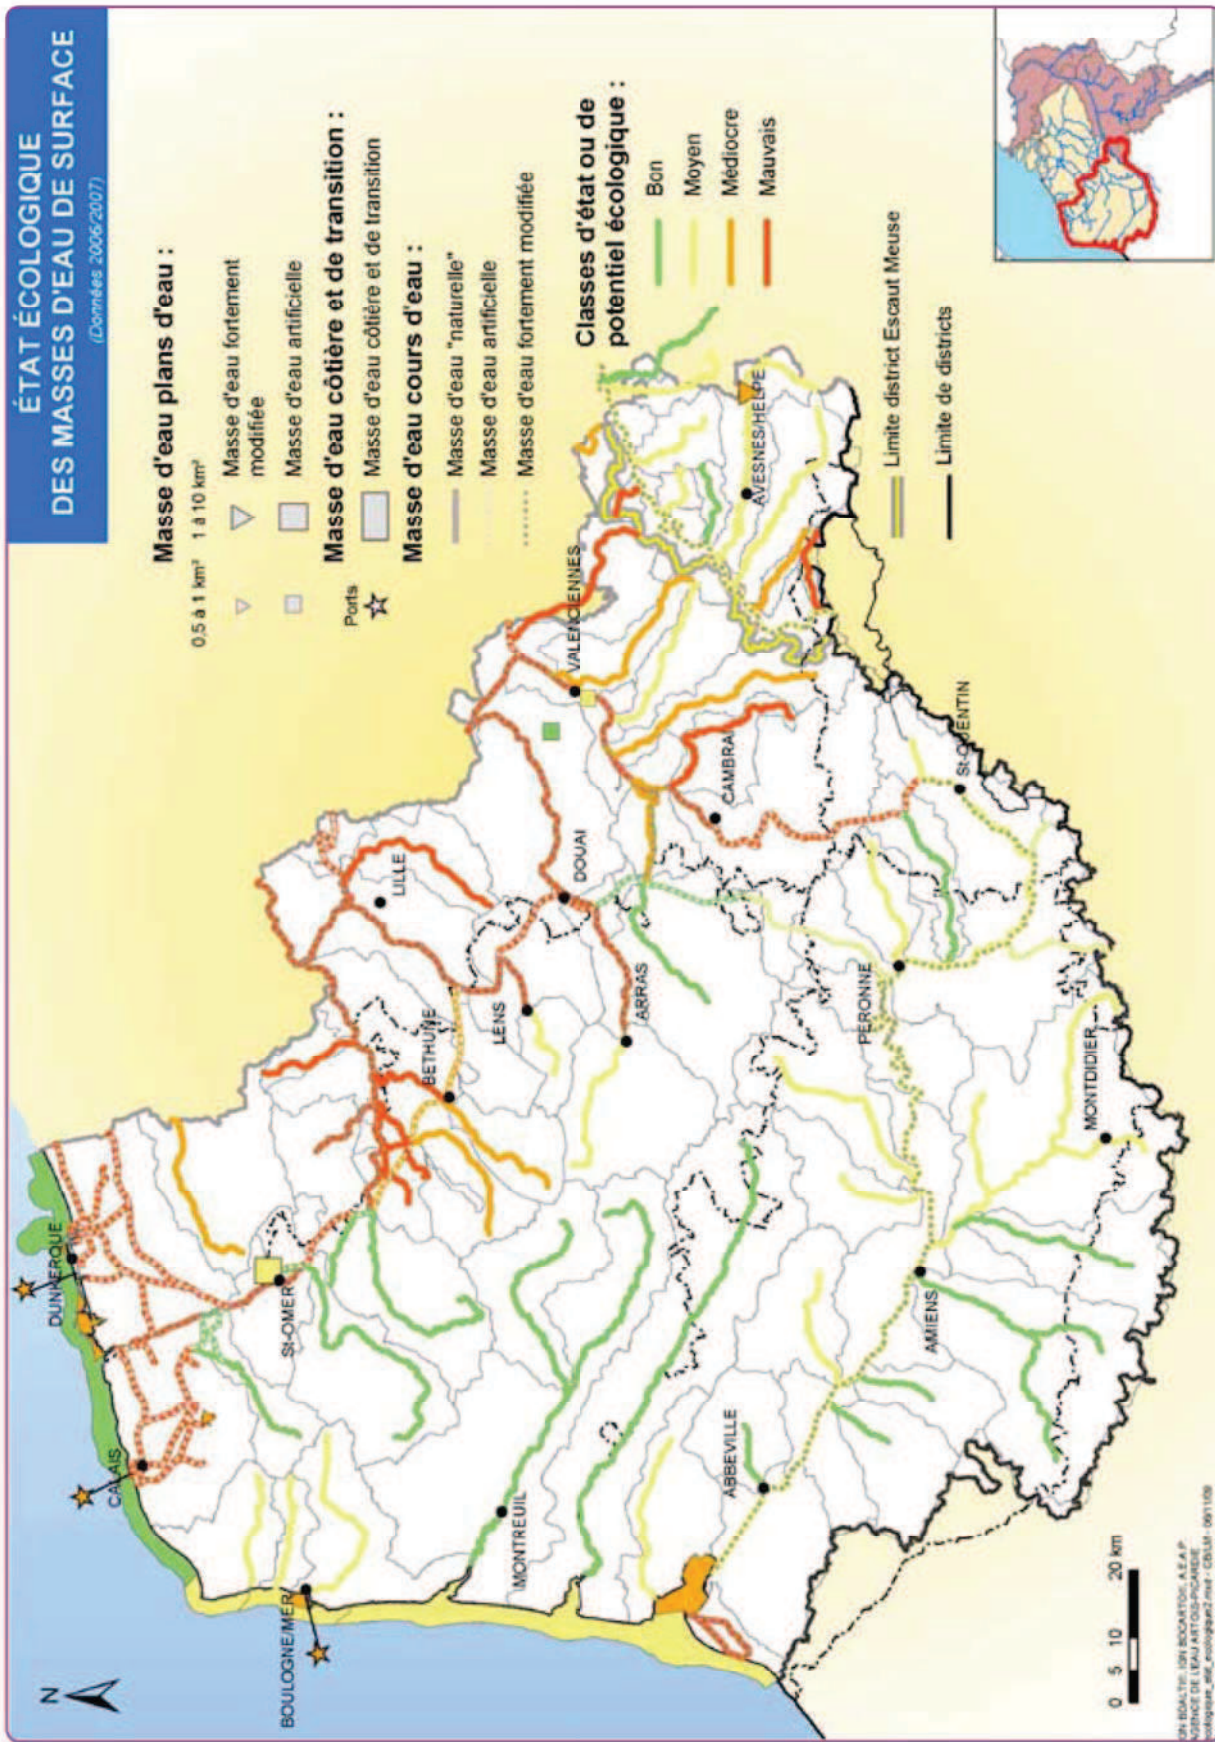 ÉTAT ÉCOLOGIQUE
DES MASSES D'EAU DE SURFACE
(Données 2006/2007)
Masse d'eau plans d'eau :
0,5 à 1 km² 1 à 10 km²
Masse d'eau fortement
modifiée
Masse d'eau artificielle
Masse d'eau côtière et de transition :
Ports
Masse d'eau côtière et de transition
Masse d'eau cours d'eau :
Masse d'eau "naturelle"
Masse d'eau artificielle
Masse d'eau fortement modifiée
Classes d'état ou de
potentiel écologique :
Bon
Moyen
Médiocre
Mauvais
Limite district Escaut Meuse
Limite de districts
N
DUNKERQUE
CALAIS
St-OMER
BOULOGNE/MER
LILLE
BETHUNE
LENS
DOUAI
VALENCIENNES
MONTREUIL
ARRAS
CAMBRAI
AVESNES/HELPE
ABBEVILLE
PERONNE
AMIENS
St-QUENTIN
MONTDIDIER
0 5 10 20 km
AGENCE DE L'EAU ARTOIS-PICARDIE